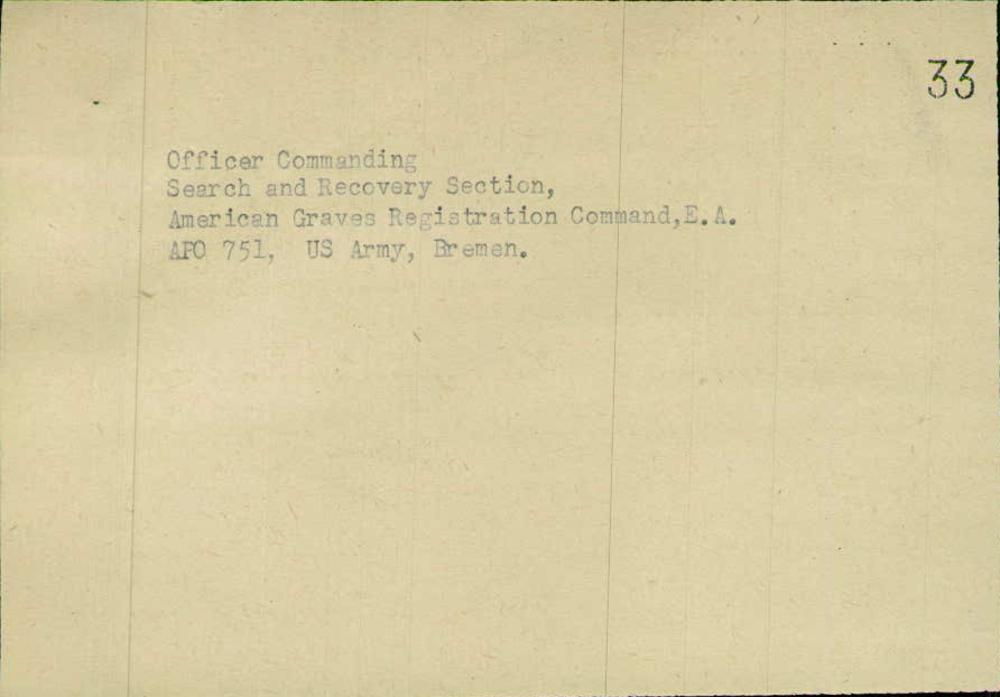 33
Officer Commanding
Search and Recovery Section,
American Graves Registration Command,E.A.
APO 751, US Army, Bremen.